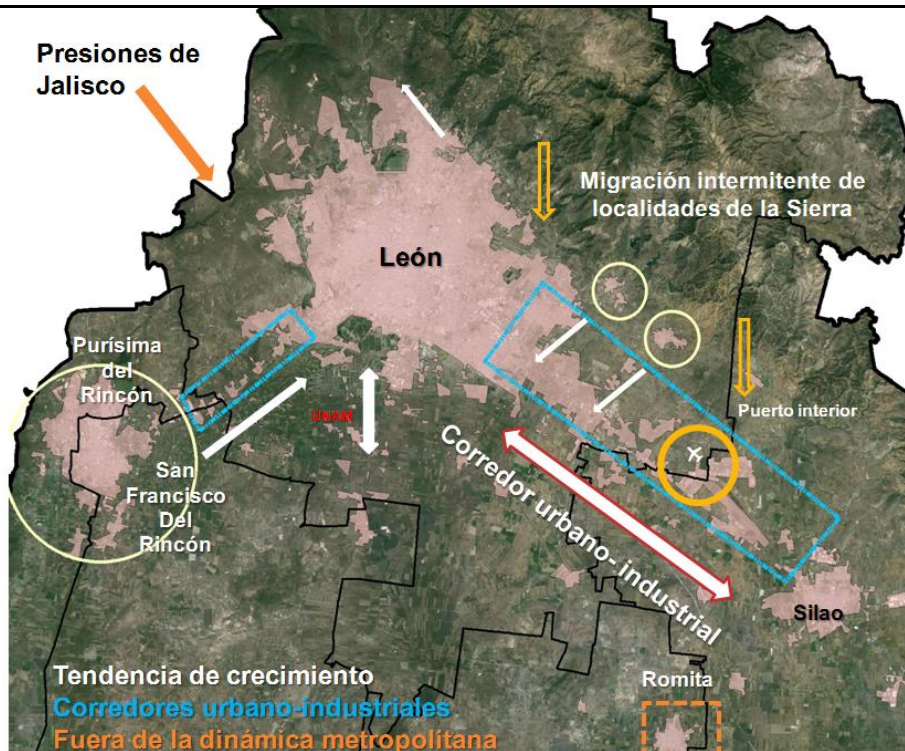 Presiones de
Jalisco
Migración intermitente de
localidades de la Sierra
León
Purísima
del
Rincón
UNAM
Puerto interior
San
Francisco
Del
Rincón
Corredor urbano- industrial
Silao
Romita
Tendencia de crecimiento
Corredores urbano-industriales
Fuera de la dinámica metropolitana